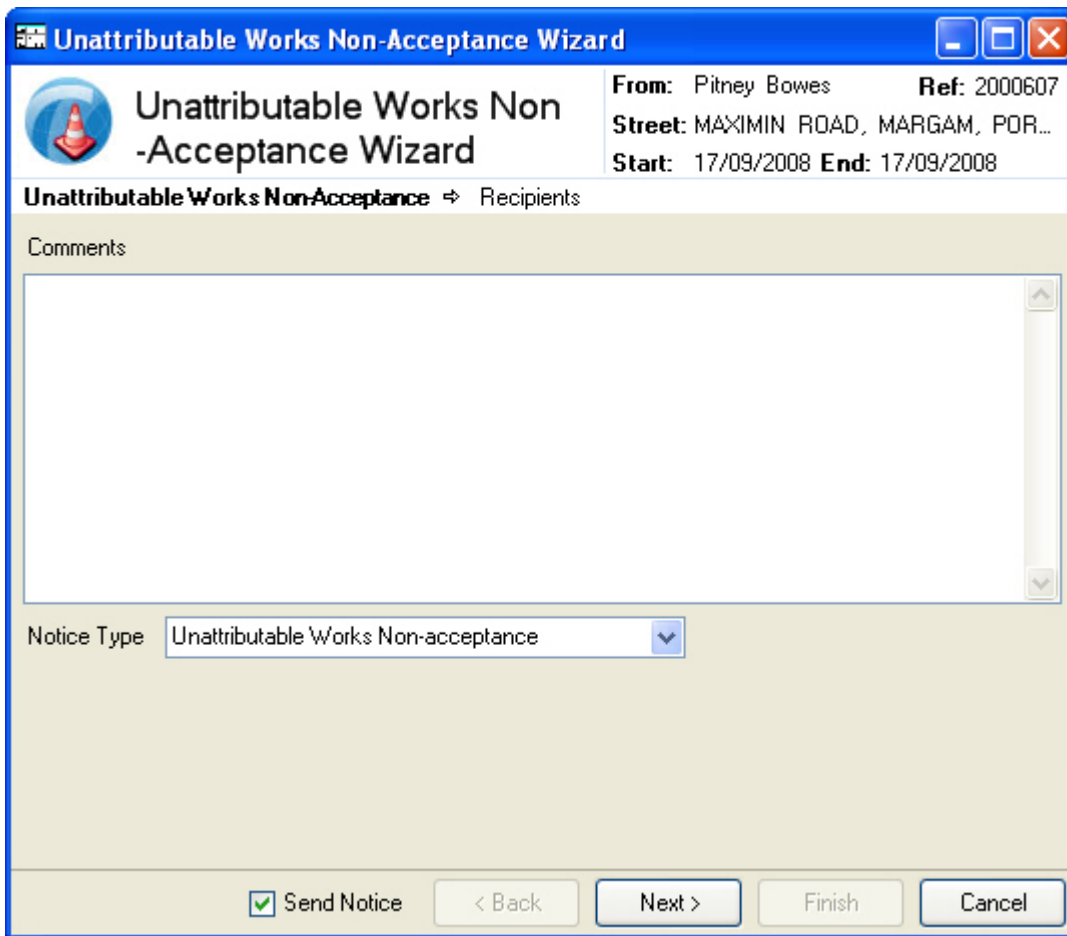 Unattributable Works Non-Acceptance Wizard
Unattributable Works Non
-Acceptance Wizard
From: Pitney Bowes Ref: 2000607
Street: MAXIMIN ROAD, MARGAM, POR...
Start: 17/09/2008 End: 17/09/2008
Unattributable Works Non-Acceptance ⇨ Recipients
Comments
Notice Type Unattributable Works Non-acceptance
Send Notice < Back Next > Finish Cancel